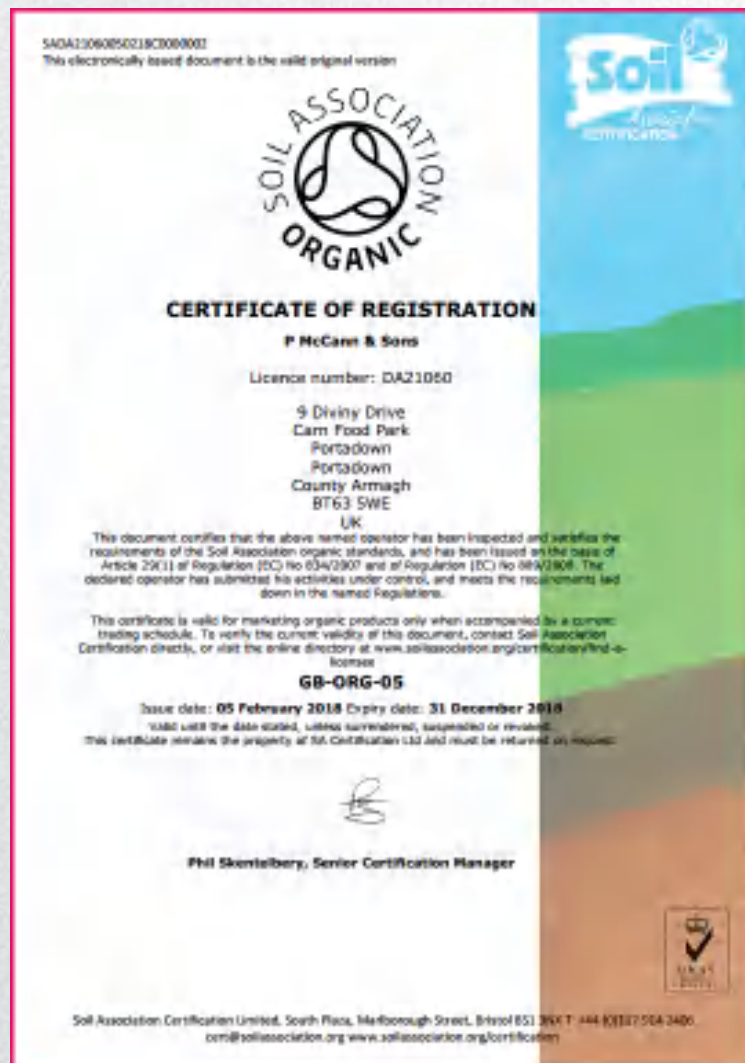 SADA21060050218C0000002
This electronically issued document is the valid original version
Soil
Association
CERTIFICATION
SOIL ASSOCIATION
ORGANIC
CERTIFICATE OF REGISTRATION
P McCann & Sons
Licence number: DA21060
9 Diviny Drive
Carn Food Park
Portadown
Portadown
County Armagh
BT63 5WE
UK
This document certifies that the above named operator has been inspected and satisfies the
requirements of the Soil Association organic standards, and has been issued on the basis of
Article 29(1) of Regulation (EC) No 834/2007 and of Regulation (EC) No 889/2008. The
declared operator has submitted his activities under control, and meets the requirements laid
down in the named Regulations.
This certificate is valid for marketing organic products only when accompanied by a current
trading schedule. To verify the current validity of this document, contact Soil Association
Certification directly, or visit the online directory at www.soilassociation.org/certification/find-a-
licensee
GB-ORG-05
Issue date: 05 February 2018 Expiry date: 31 December 2018
Valid until the date stated, unless surrendered, suspended or revoked.
This certificate remains the property of SA Certification Ltd and must be returned on request
Phil Skentelbery, Senior Certification Manager
UKAS
Soil Association Certification Limited, South Plaza, Marlborough Street, Bristol BS1 3NX T +44 (0)117 914 2406
cert@soilassociation.org www.soilassociation.org/certification